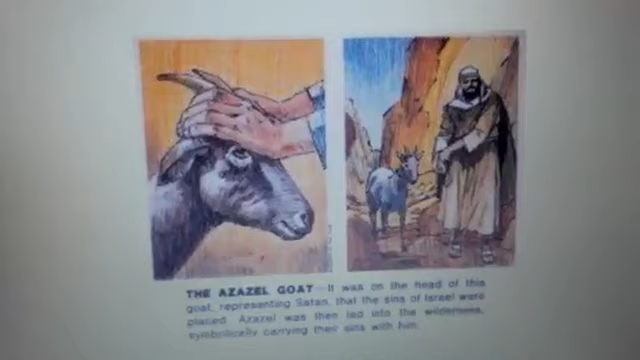 THE AZAZEL GOAT—It was on the head of this
goat, representing Satan, that the sins of Israel were
placed. Azazel was then led into the wilderness,
symbolically carrying their sins with him.